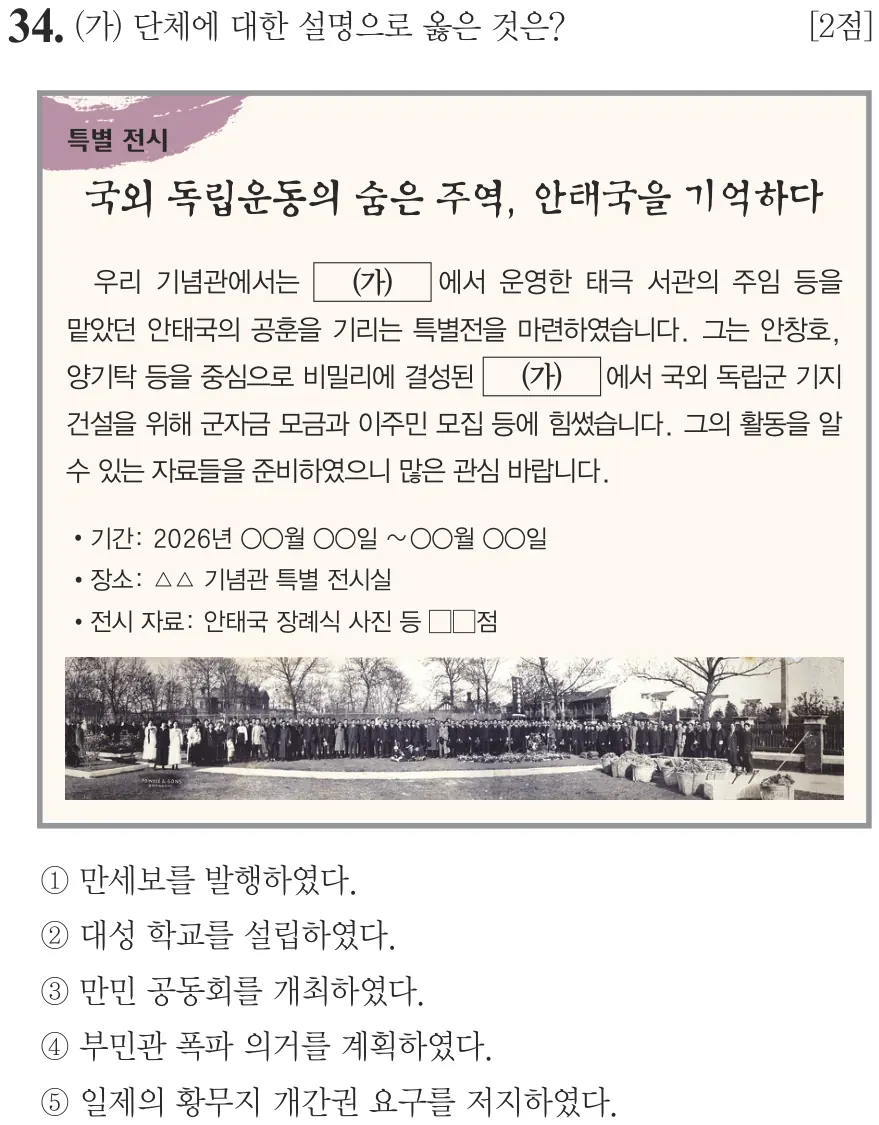 34. (가) 단체에 대한 설명으로 옳은 것은? [2점]
특별 전시
국외 독립운동의 숨은 주역, 안태국을 기억하다
우리 기념관에서는 (가) 에서 운영한 태극 서관의 주임 등을
맡았던 안태국의 공훈을 기리는 특별전을 마련하였습니다. 그는 안창호,
양기탁 등을 중심으로 비밀리에 결성된 (가) 에서 국외 독립군 기지
건설을 위해 군자금 모금과 이주민 모집 등에 힘썼습니다. 그의 활동을 알
수 있는 자료들을 준비하였으니 많은 관심 바랍니다.
• 기간: 2026년 ○○월 ○○일 ~○○월 ○○일
• 장소: △△ 기념관 특별 전시실
• 전시 자료: 안태국 장례식 사진 등 □□점
① 만세보를 발행하였다.
② 대성 학교를 설립하였다.
③ 만민 공동회를 개최하였다.
④ 부민관 폭파 의거를 계획하였다.
⑤ 일제의 황무지 개간권 요구를 저지하였다.